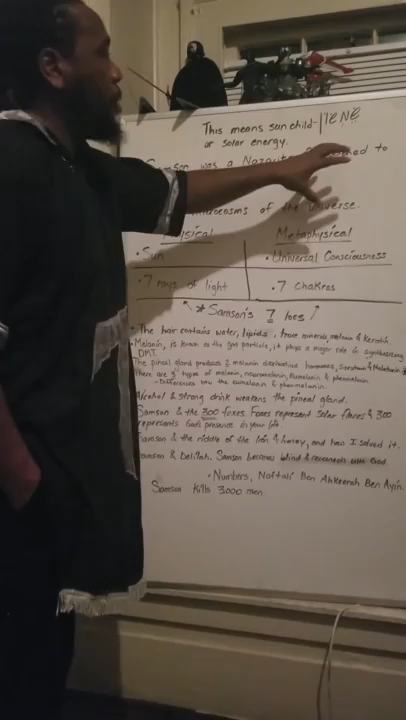 This means sun child-
or solar energy.
Samson was a Nazarite to
microcosms of the universe.
Physical Metaphysical
• Sun • Universal Consciousness
• 7 rays of light • 7 Chakras
* Samson's 7 locs
• The hair contains water, lipids, trace minerals, melanin & Keratin.
• Melanin, is known as the God particle, it plays a major role in synthesizing
DMT.
The pineal gland produces 2 melanin derivative hormones, Serotonin & Melatonin.
There are 3 types of melanin, neuromelanin, Eumelanin & pheomelanin.
- Differences btw the eumelanin & pheomelanin.
Alcohol & strong drink weakens the pineal gland.
Samson & the 300 foxes. Foxes represent Solar flares & 300
represents God's presence in your life.
Samson & the riddle of the lion & honey, and how I solved it.
Samson & Delilah. Samson becomes blind & reconnects with God.
• Numbers, Naftali Ben Ahkeerah Ben Ayin.
Samson kills 3000 men